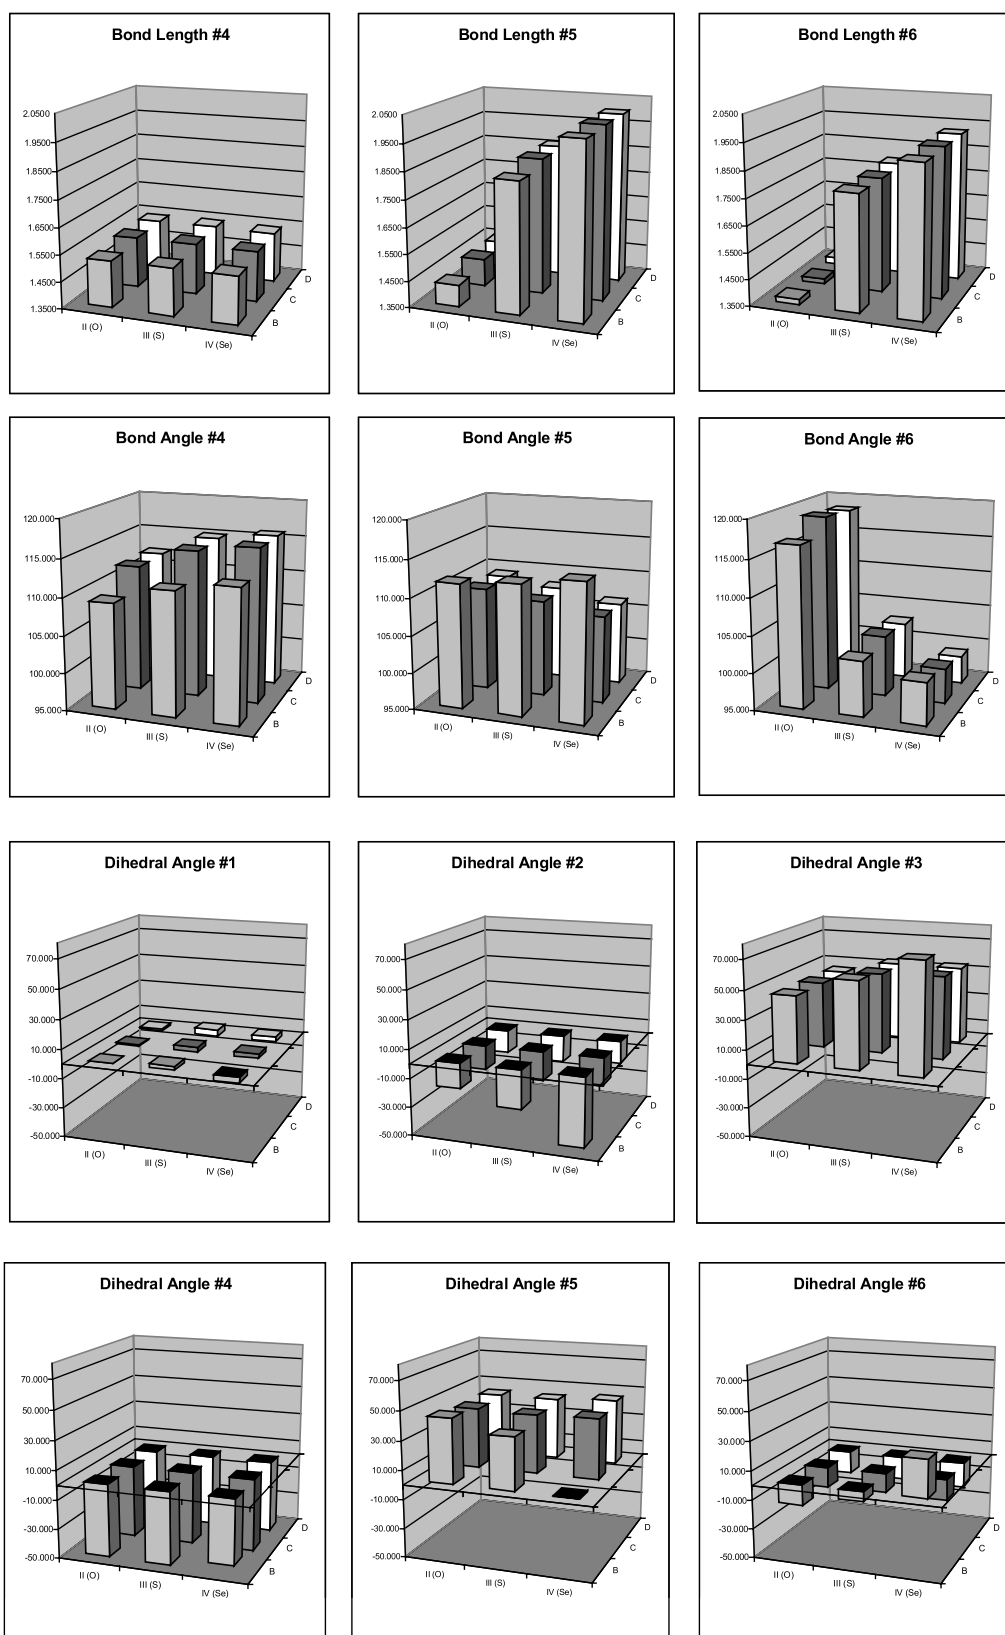 Bond Length #4
2.0500
1.9500
1.8500
1.7500
1.6500
1.5500
1.4500
1.3500
II (O)
III (S)
IV (Se)
B
C
D
Bond Length #5
2.0500
1.9500
1.8500
1.7500
1.6500
1.5500
1.4500
1.3500
II (O)
III (S)
IV (Se)
B
C
D
Bond Length #6
2.0500
1.9500
1.8500
1.7500
1.6500
1.5500
1.4500
1.3500
II (O)
III (S)
IV (Se)
B
C
D
Bond Angle #4
120.000
115.000
110.000
105.000
100.000
95.000
II (O)
III (S)
IV (Se)
B
C
D
Bond Angle #5
120.000
115.000
110.000
105.000
100.000
95.000
II (O)
III (S)
IV (Se)
B
C
D
Bond Angle #6
120.000
115.000
110.000
105.000
100.000
95.000
II (O)
III (S)
IV (Se)
B
C
D
Dihedral Angle #1
70.000
50.000
30.000
10.000
-10.000
-30.000
-50.000
II (O)
III (S)
IV (Se)
B
C
D
Dihedral Angle #2
70.000
50.000
30.000
10.000
-10.000
-30.000
-50.000
II (O)
III (S)
IV (Se)
B
C
D
Dihedral Angle #3
70.000
50.000
30.000
10.000
-10.000
-30.000
-50.000
II (O)
III (S)
IV (Se)
B
C
D
Dihedral Angle #4
70.000
50.000
30.000
10.000
-10.000
-30.000
-50.000
II (O)
III (S)
IV (Se)
B
C
D
Dihedral Angle #5
70.000
50.000
30.000
10.000
-10.000
-30.000
-50.000
II (O)
III (S)
IV (Se)
B
C
D
Dihedral Angle #6
70.000
50.000
30.000
10.000
-10.000
-30.000
-50.000
II (O)
III (S)
IV (Se)
B
C
D